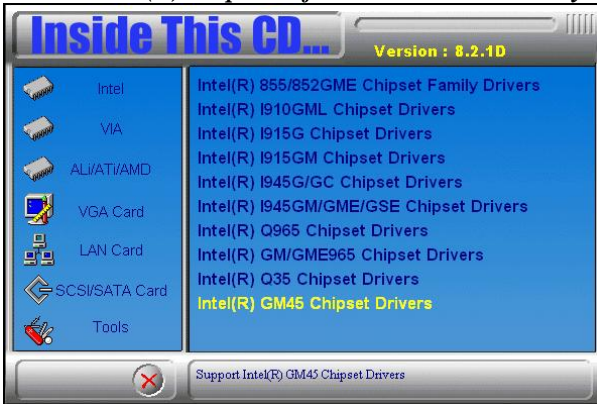 Inside This CD...
Version : 8.2.1D
Intel
VIA
ALi/ATi/AMD
VGA Card
LAN Card
SCSI/SATA Card
Tools
Intel(R) 855/852GME Chipset Family Drivers
Intel(R) I910GML Chipset Drivers
Intel(R) I915G Chipset Drivers
Intel(R) I915GM Chipset Drivers
Intel(R) I945G/GC Chipset Drivers
Intel(R) I945GM/GME/GSE Chipset Drivers
Intel(R) Q965 Chipset Drivers
Intel(R) GM/GME965 Chipset Drivers
Intel(R) Q35 Chipset Drivers
Intel(R) GM45 Chipset Drivers
Support Intel(R) GM45 Chipset Drivers